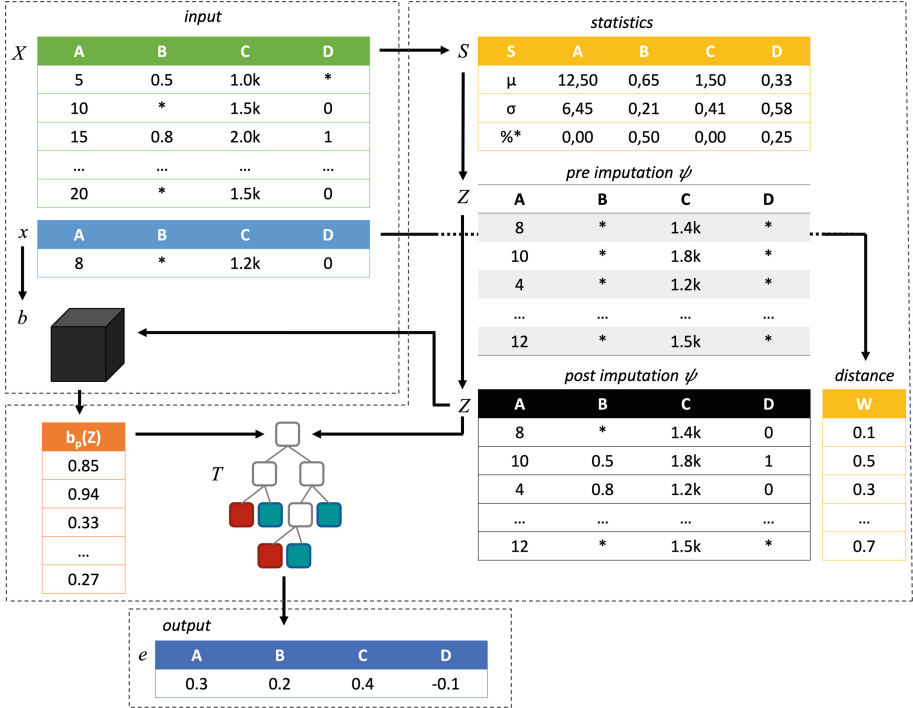 input
X
A B C D
5 0.5 1.0k *
10 * 1.5k 0
15 0.8 2.0k 1
... ... ... ...
20 * 1.5k 0
x
A B C D
8 * 1.2k 0
b
statistics
S
S A B C D
μ 12,50 0,65 1,50 0,33
σ 6,45 0,21 0,41 0,58
%* 0,00 0,50 0,00 0,25
pre imputation ψ
Z
A B C D
8 * 1.4k *
10 * 1.8k *
4 * 1.2k *
... ... ...
12 * 1.5k *
post imputation ψ
Z
A B C D
8 * 1.4k 0
10 0.5 1.8k 1
4 0.8 1.2k 0
... ... ...
12 * 1.5k *
distance
W
0.1
0.5
0.3
...
0.7
bp(Z)
0.85
0.94
0.33
...
0.27
T
output
e
A B C D
0.3 0.2 0.4 -0.1